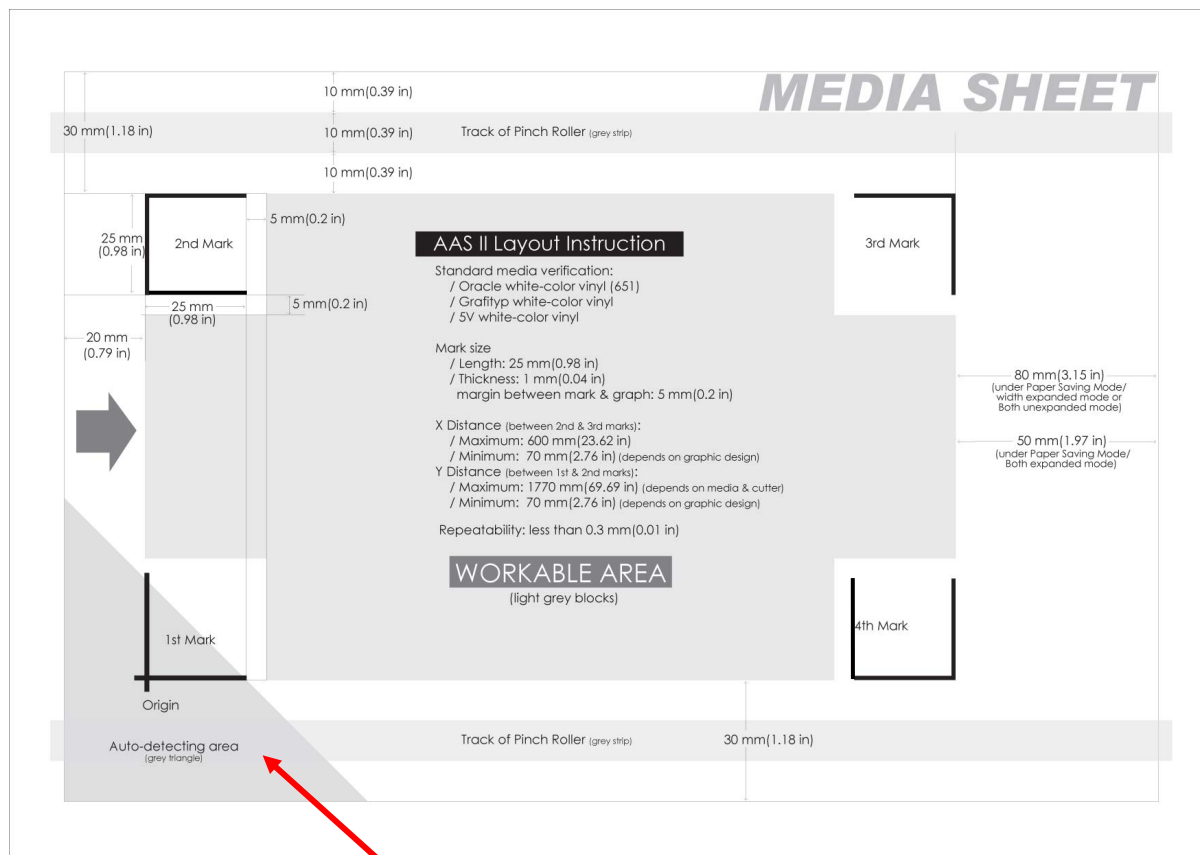 MEDIA SHEET
10 mm(0.39 in)
30 mm(1.18 in)
10 mm(0.39 in)
Track of Pinch Roller (grey strip)
10 mm(0.39 in)
5 mm(0.2 in)
25 mm
(0.98 in)
2nd Mark
3rd Mark
AAS II Layout Instruction
Standard media verification:
/ Oracle white-color vinyl (651)
/ Grafityp white-color vinyl
/ 5V white-color vinyl
25 mm
(0.98 in)
5 mm(0.2 in)
20 mm
(0.79 in)
Mark size
/ Length: 25 mm(0.98 in)
/ Thickness: 1 mm(0.04 in)
margin between mark & graph: 5 mm(0.2 in)
80 mm(3.15 in)
(under Paper Saving Mode/
width expanded mode or
Both unexpanded mode)
X Distance (between 2nd & 3rd marks):
/ Maximum: 600 mm(23.62 in)
/ Minimum: 70 mm(2.76 in) (depends on graphic design)
Y Distance (between 1st & 2nd marks):
/ Maximum: 1770 mm(69.69 in) (depends on media & cutter)
/ Minimum: 70 mm(2.76 in) (depends on graphic design)
50 mm(1.97 in)
(under Paper Saving Mode/
Both expanded mode)
Repeatability: less than 0.3 mm(0.01 in)
WORKABLE AREA
(light grey blocks)
1st Mark
4th Mark
Origin
Auto-detecting area
(grey triangle)
Track of Pinch Roller (grey strip)
30 mm(1.18 in)